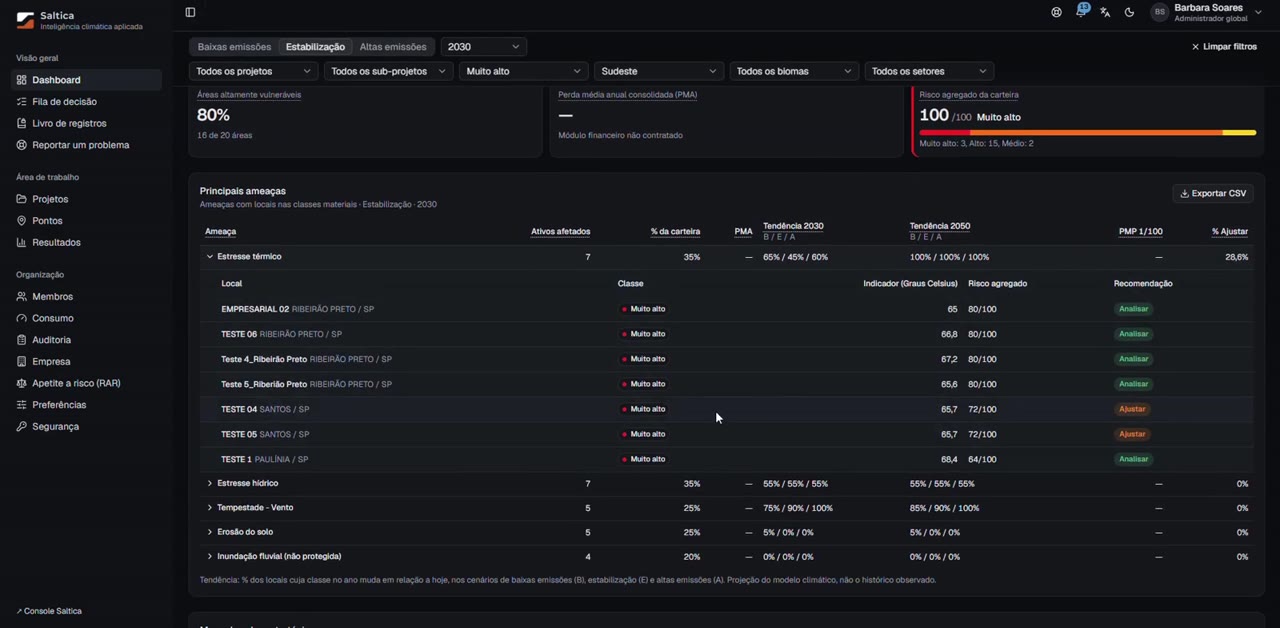 Saltica
Inteligência climática aplicada
13
BS
Barbara Soares
Administrador global
Visão geral
Dashboard
Fila de decisão
Livro de registros
Reportar um problema
Área de trabalho
Projetos
Pontos
Resultados
Organização
Membros
Consumo
Auditoria
Empresa
Apetite a risco (RAR)
Preferências
Segurança
Console Saltica
Baixas emissões Estabilização Altas emissões 2030 Limpar filtros
Todos os projetos Todos os sub-projetos Muito alto Sudeste Todos os biomas Todos os setores
Áreas altamente vulneráveis
80%
16 de 20 áreas
Perda média anual consolidada (PMA)
—
Módulo financeiro não contratado
Risco agregado da carteira
100 /100 Muito alto
Muito alto: 3, Alto: 15, Médio: 2
Principais ameaças
Ameaças com locais nas classes materiais · Estabilização · 2030
Exportar CSV
Ameaça Ativos afetados % da carteira PMA Tendência 2030 B / E / A Tendência 2050 B / E / A PMP 1/100 % Ajustar
Estresse térmico 7 35% — 65% / 45% / 60% 100% / 100% / 100% — 28,6%
Local Classe Indicador (Graus Celsius) Risco agregado Recomendação
EMPRESARIAL 02 RIBEIRÃO PRETO / SP Muito alto 65 80/100 Analisar
TESTE 06 RIBEIRÃO PRETO / SP Muito alto 66,8 80/100 Analisar
Teste 4_Ribeirão Preto RIBEIRÃO PRETO / SP Muito alto 67,2 80/100 Analisar
Teste 5_Riberião Preto RIBEIRÃO PRETO / SP Muito alto 65,6 80/100 Analisar
TESTE 04 SANTOS / SP Muito alto 65,7 72/100 Ajustar
TESTE 05 SANTOS / SP Muito alto 65,7 72/100 Ajustar
TESTE 1 PAULÍNIA / SP Muito alto 68,4 64/100 Analisar
Estresse hídrico 7 35% — 55% / 55% / 55% 55% / 55% / 55% — 0%
Tempestade - Vento 5 25% — 75% / 90% / 100% 85% / 90% / 100% — 0%
Erosão do solo 5 25% — 5% / 0% / 0% 5% / 0% / 0% — 0%
Inundação fluvial (não protegida) 4 20% — 0% / 0% / 0% 0% / 0% / 0% — 0%
Tendência: % dos locais cuja classe no ano muda em relação a hoje, nos cenários de baixas emissões (B), estabilização (E) e altas emissões (A). Projeção do modelo climático, não o histórico observado.